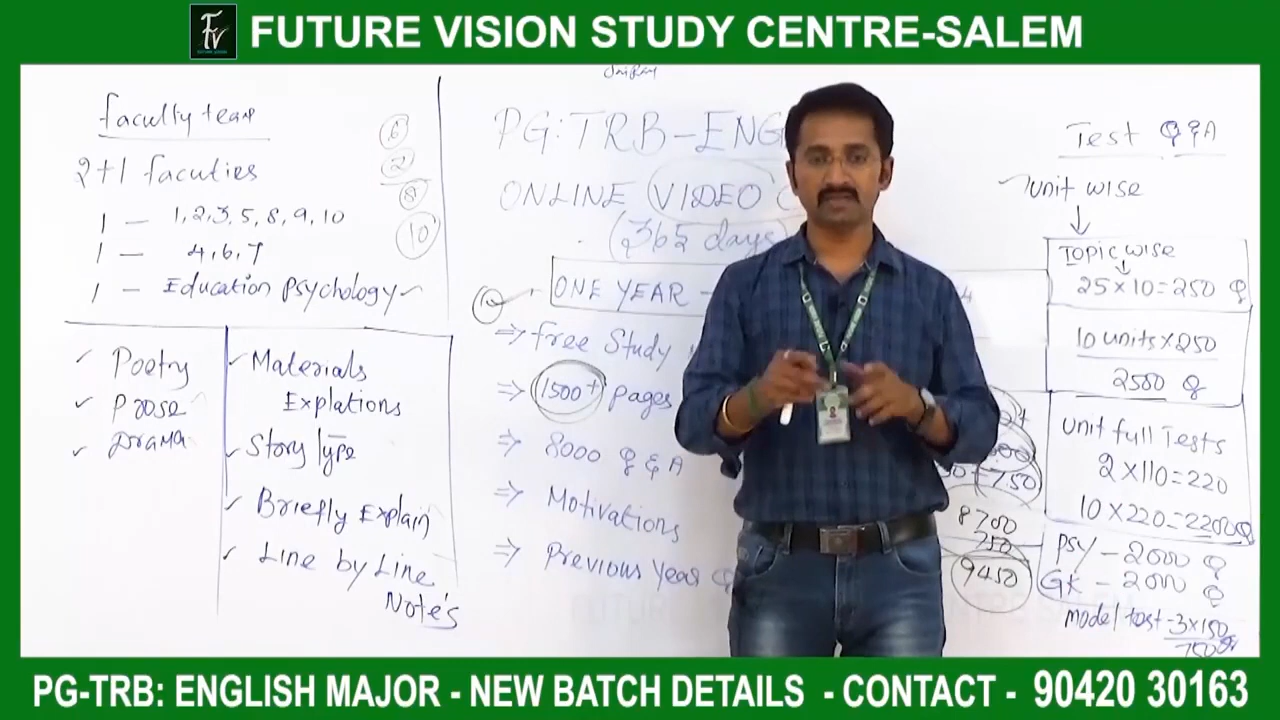 FV
FUTURE VISION
FUTURE VISION STUDY CENTRE-SALEM
faculty team
2+1 facuties
1 — 1, 2, 3, 5, 8, 9, 10
1 — 4, 6, 7
1 — Education Psychology
6
2
8
10
Poetry
Prose
Drama
Materials
Explations
Story Type
Briefly Explain
Line by Line
Note's
PG:TRB-ENG
ONLINE VIDEO C
(365 days)
ONE YEAR -
⇒ free Study
⇒ 1500+ pages
⇒ 8000 Q & A
⇒ Motivations
⇒ Previous Year Q
8700
750
9450
Test Q & A
unit wise
Topic wise
25 × 10 = 250 Q
10 units × 250
2500 Q
unit full Tests
2 × 110 = 220
10 × 220 = 2200 Q
PSY - 2000 Q
GK - 2000 Q
model test - 3×150
PG-TRB: ENGLISH MAJOR - NEW BATCH DETAILS - CONTACT - 90420 30163